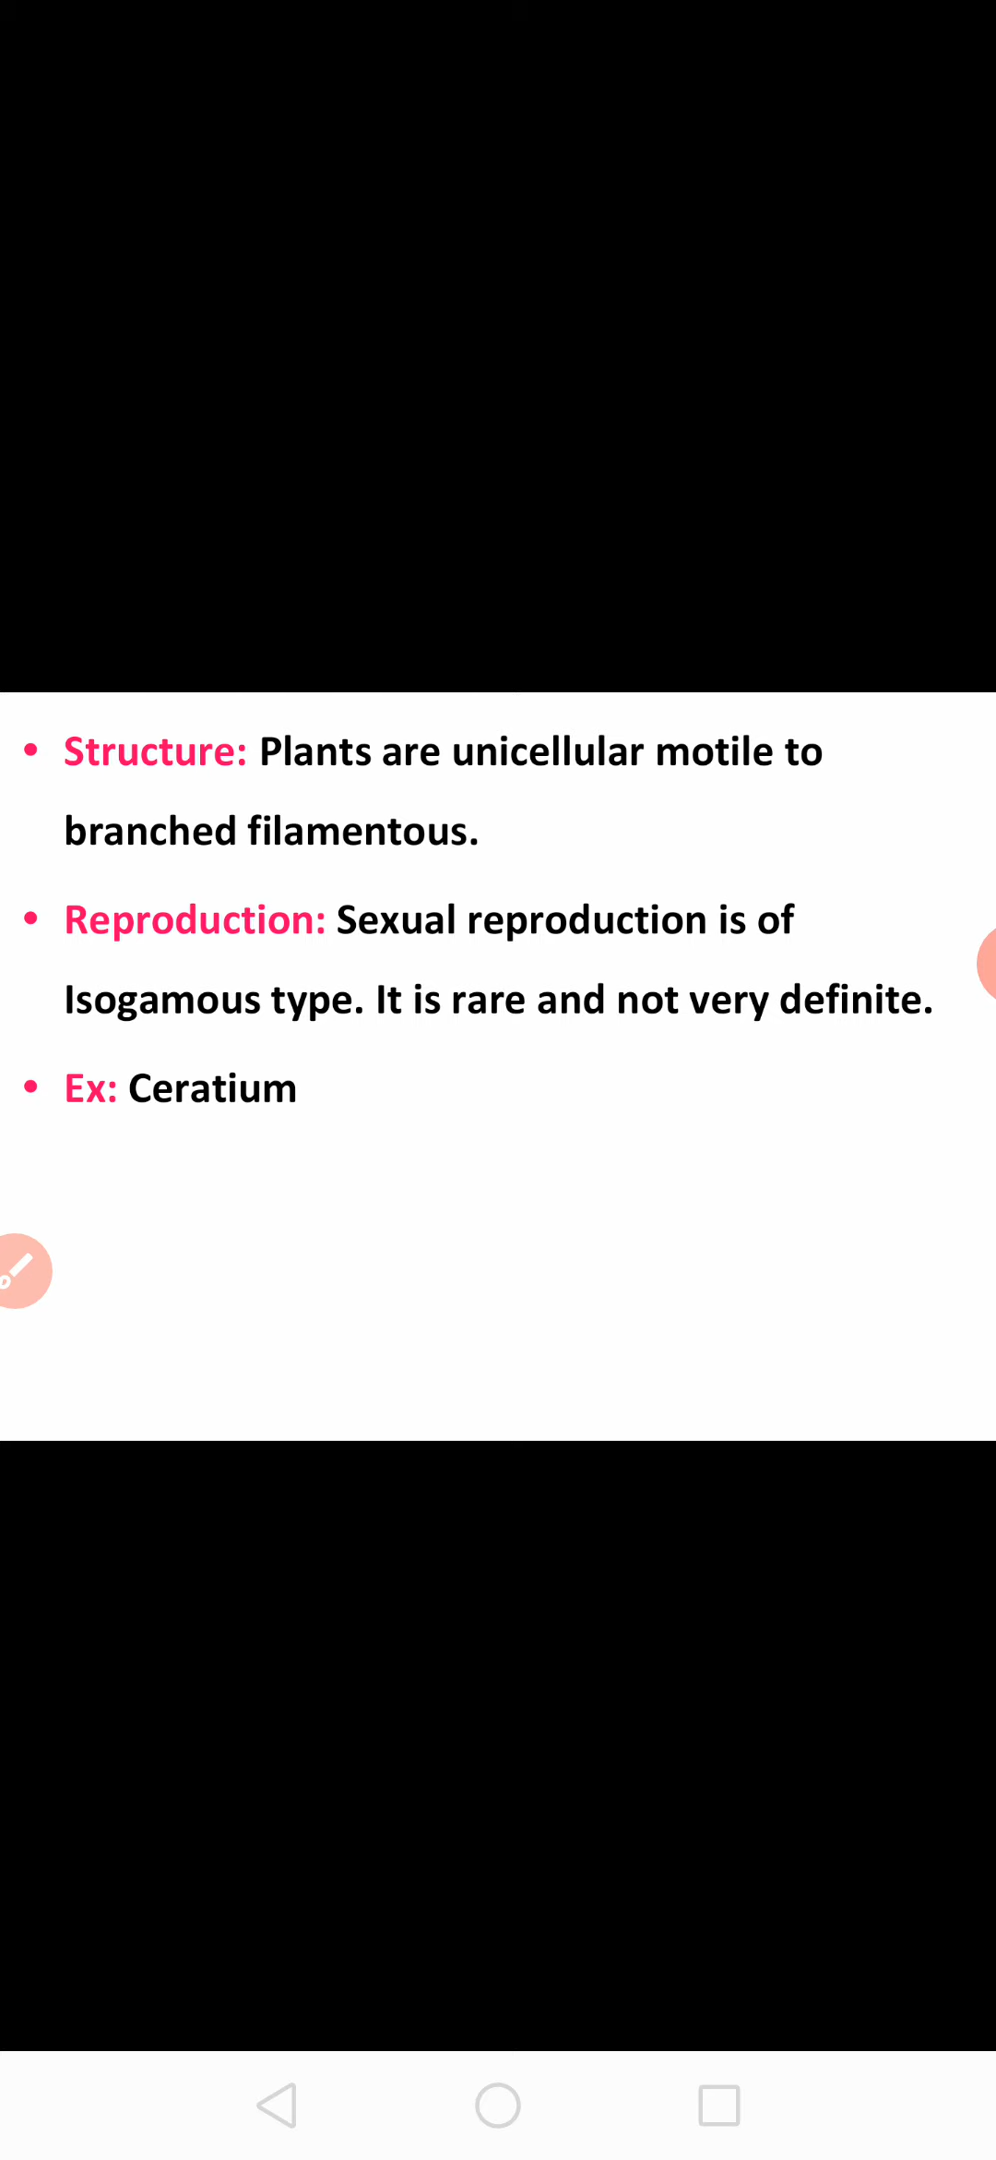 • Structure: Plants are unicellular motile to
branched filamentous.
• Reproduction: Sexual reproduction is of
Isogamous type. It is rare and not very definite.
• Ex: Ceratium